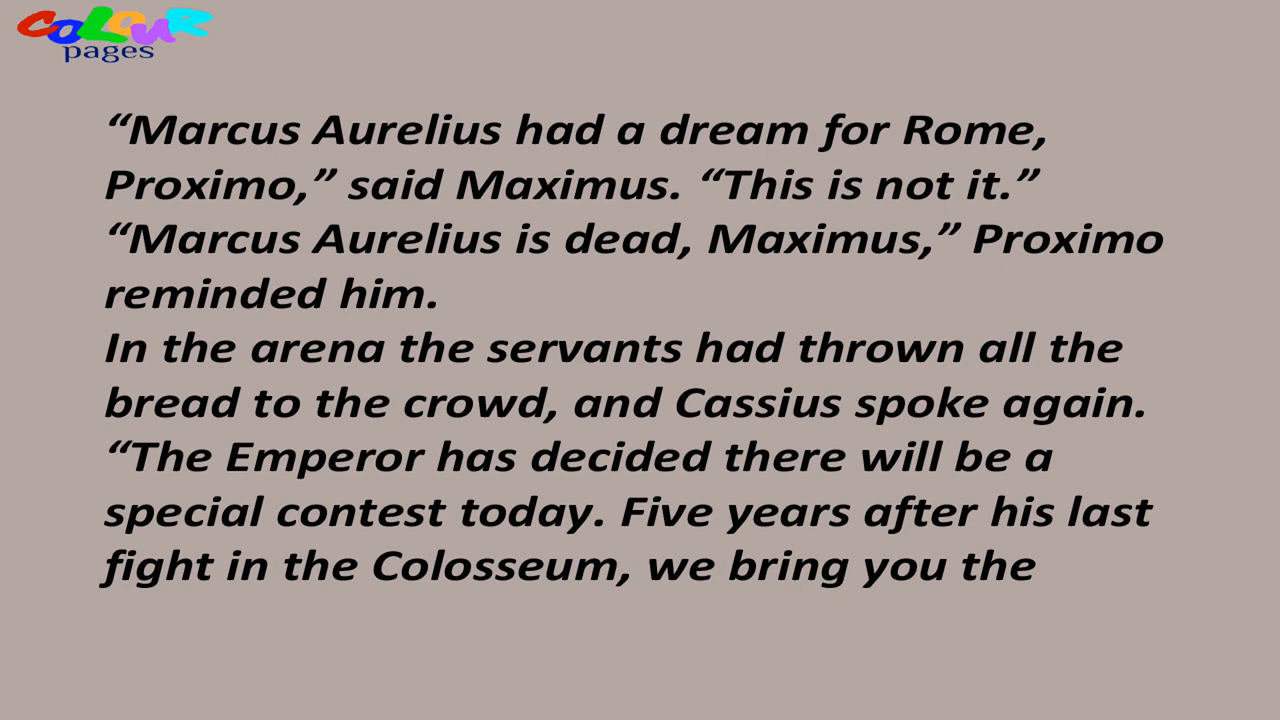 COLOUR
pages
“Marcus Aurelius had a dream for Rome,
Proximo,” said Maximus. “This is not it.”
“Marcus Aurelius is dead, Maximus,” Proximo
reminded him.
In the arena the servants had thrown all the
bread to the crowd, and Cassius spoke again.
“The Emperor has decided there will be a
special contest today. Five years after his last
fight in the Colosseum, we bring you the